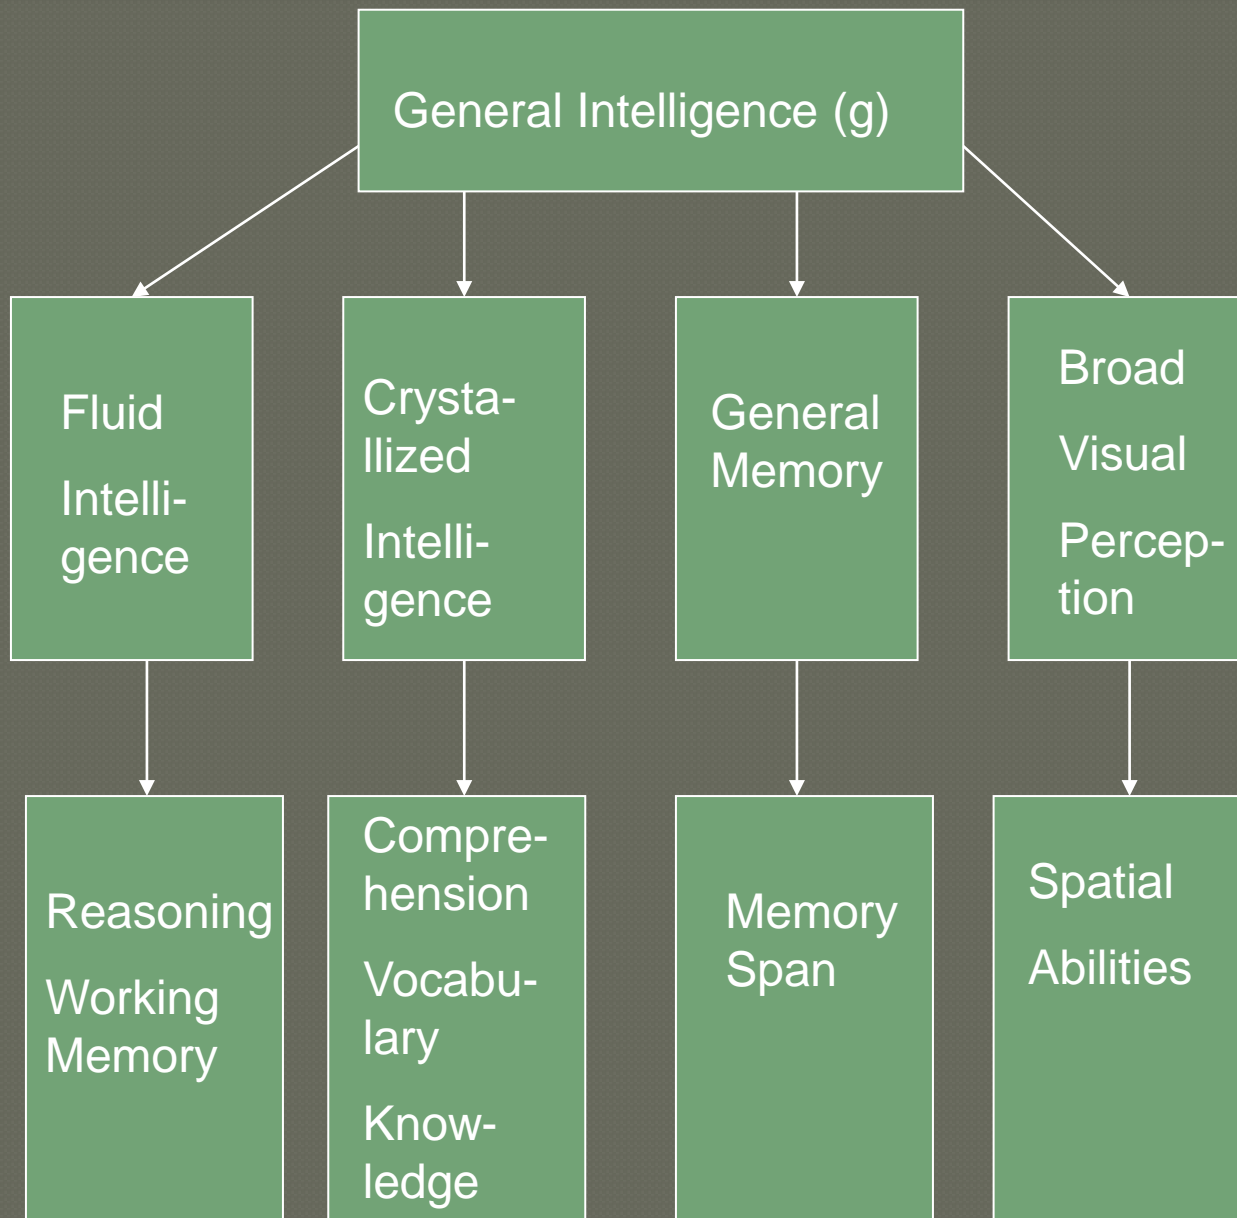 General Intelligence (g)
Fluid
Intelli-
gence
Crysta-
llized
Intelli-
gence
General
Memory
Broad
Visual
Percep-
tion
Reasoning
Working
Memory
Compre-
hension
Vocabu-
lary
Know-
ledge
Memory
Span
Spatial
Abilities